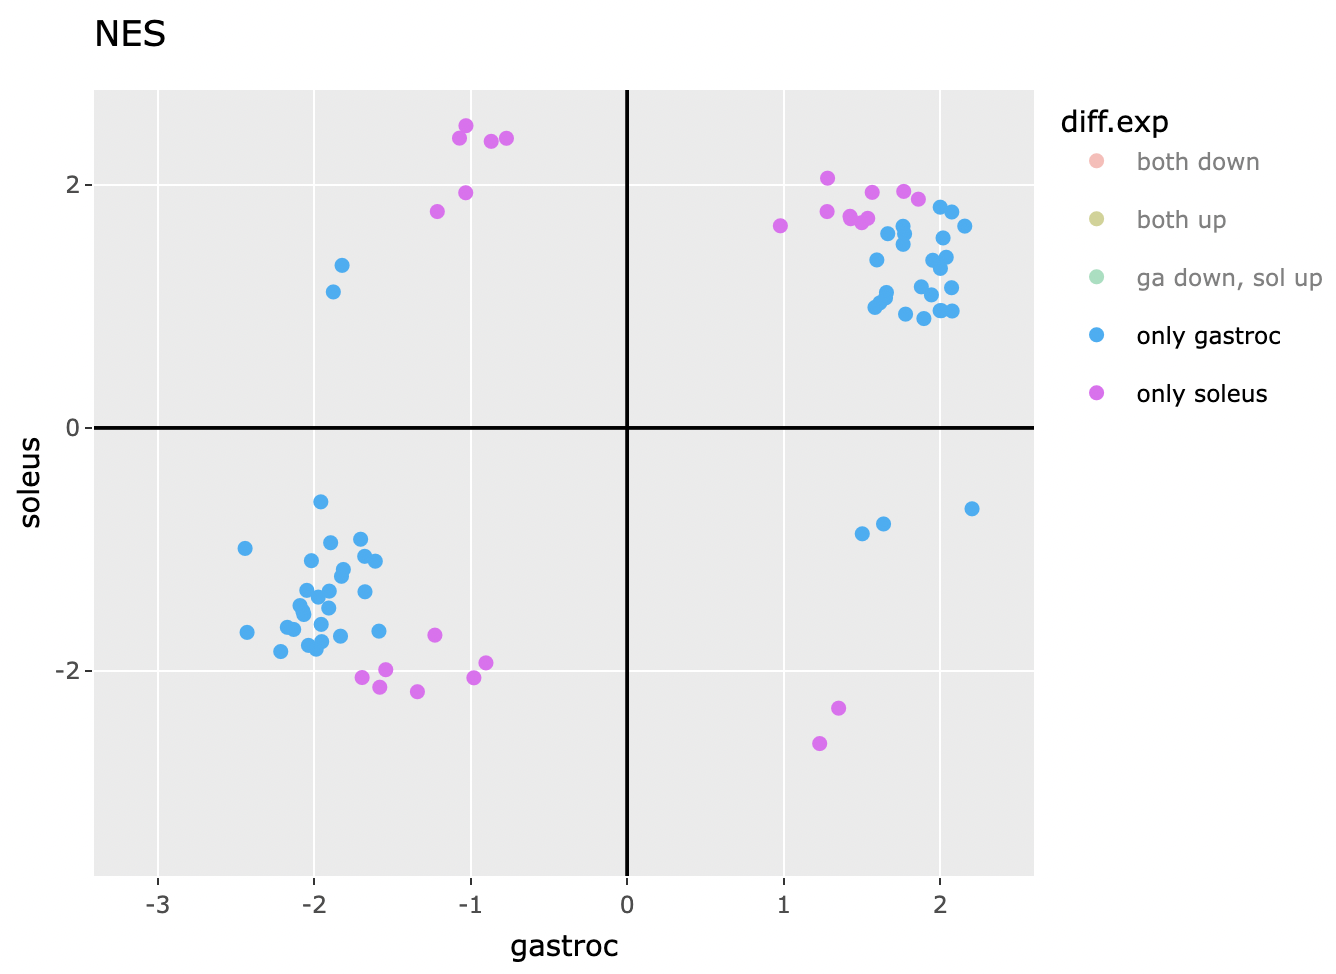 NES
diff.exp
both down
both up
ga down, sol up
only gastroc
only soleus
2
0
-2
soleus
-3
-2
-1
0
1
2
gastroc